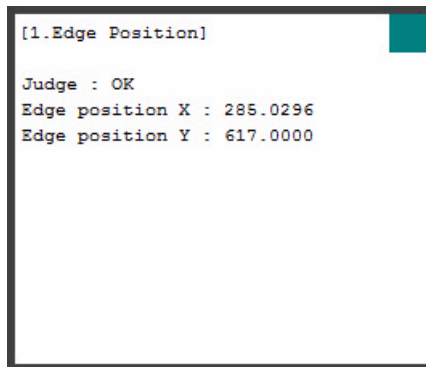 [1.Edge Position]
Judge : OK
Edge position X : 285.0296
Edge position Y : 617.0000